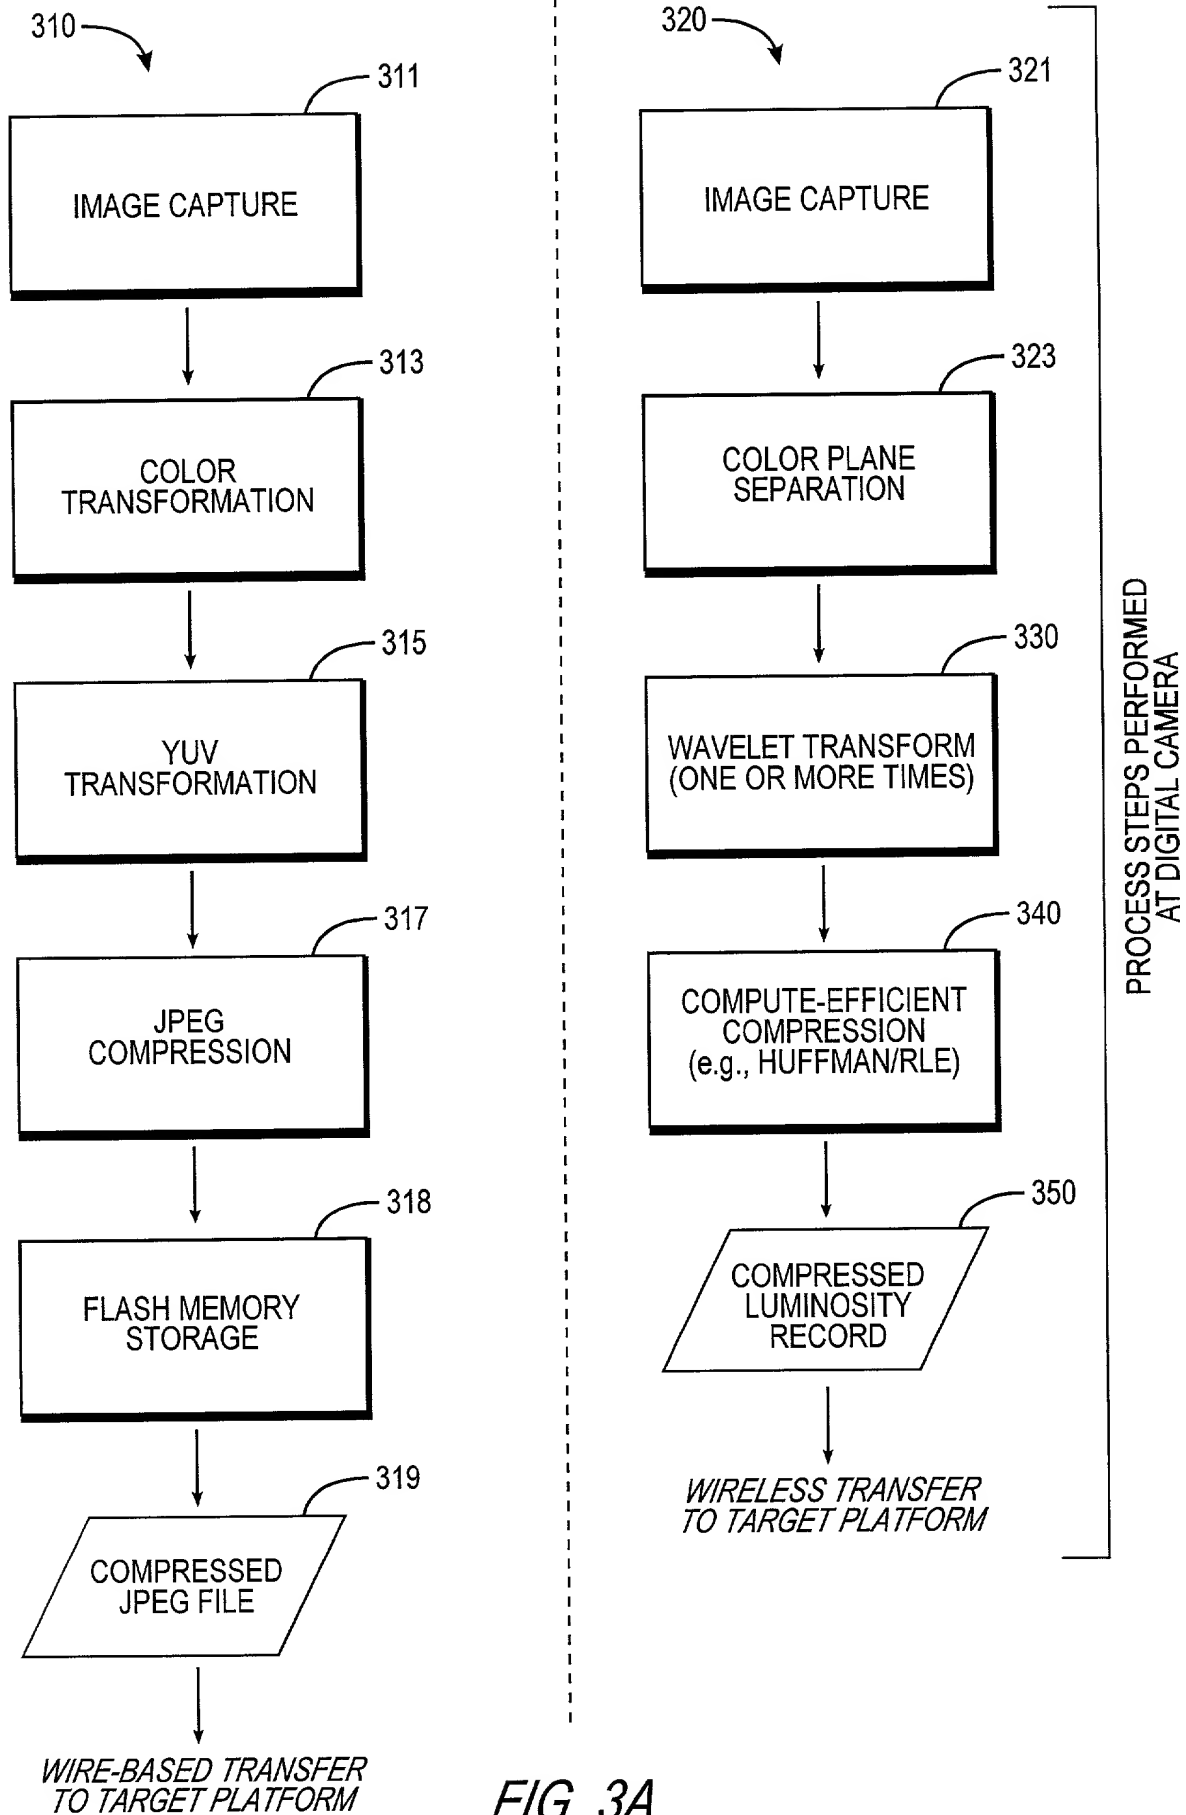 310
311
IMAGE CAPTURE
313
COLOR
TRANSFORMATION
315
YUV
TRANSFORMATION
317
JPEG
COMPRESSION
318
FLASH MEMORY
STORAGE
319
COMPRESSED
JPEG FILE
WIRE-BASED TRANSFER
TO TARGET PLATFORM
320
321
IMAGE CAPTURE
323
COLOR PLANE
SEPARATION
330
WAVELET TRANSFORM
(ONE OR MORE TIMES)
340
COMPUTE-EFFICIENT
COMPRESSION
(e.g., HUFFMAN/RLE)
350
COMPRESSED
LUMINOSITY
RECORD
WIRELESS TRANSFER
TO TARGET PLATFORM
PROCESS STEPS PERFORMED
AT DIGITAL CAMERA
FIG. 3A